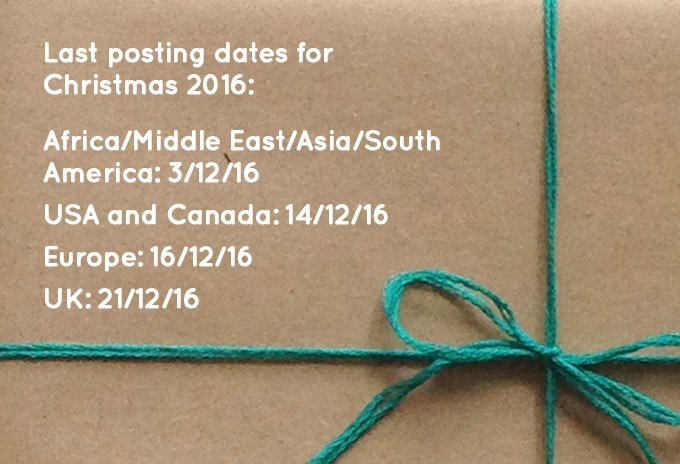 Last posting dates for
Christmas 2016:
Africa/Middle East/Asia/South
America: 3/12/16
USA and Canada: 14/12/16
Europe: 16/12/16
UK: 21/12/16